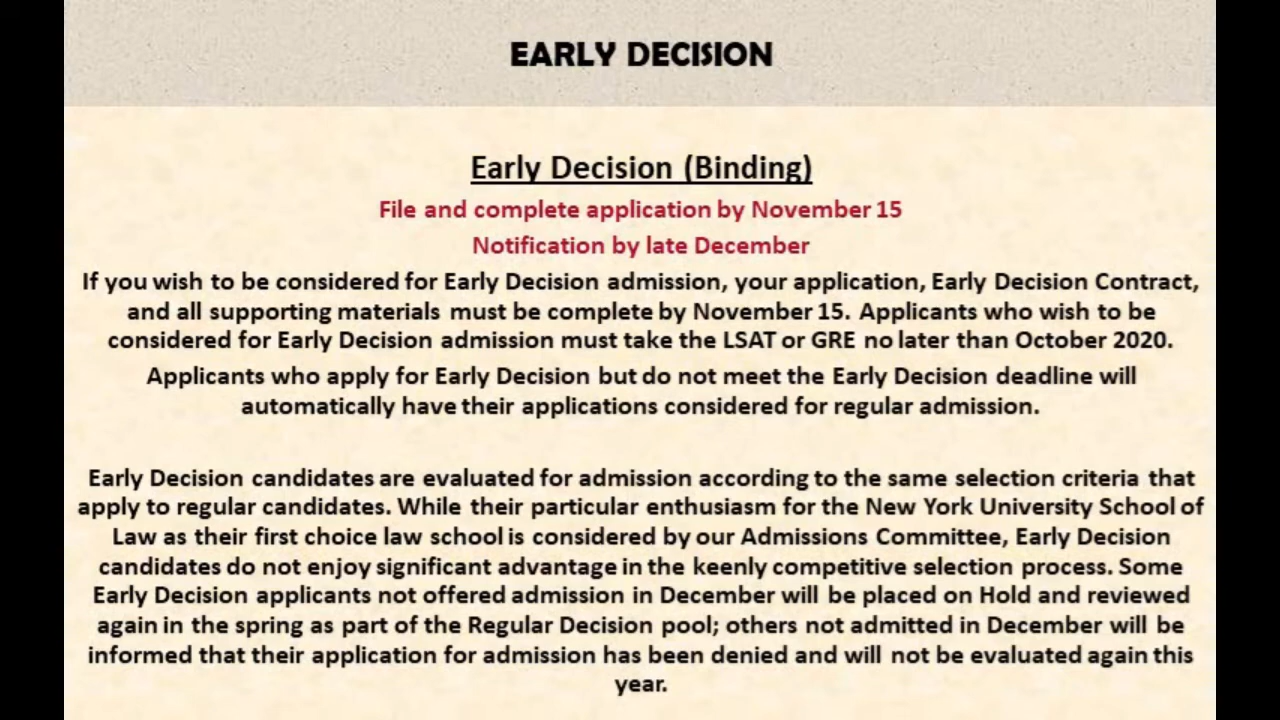 EARLY DECISION
Early Decision (Binding)
File and complete application by November 15
Notification by late December
If you wish to be considered for Early Decision admission, your application, Early Decision Contract,
and all supporting materials must be complete by November 15. Applicants who wish to be
considered for Early Decision admission must take the LSAT or GRE no later than October 2020.
Applicants who apply for Early Decision but do not meet the Early Decision deadline will
automatically have their applications considered for regular admission.
Early Decision candidates are evaluated for admission according to the same selection criteria that
apply to regular candidates. While their particular enthusiasm for the New York University School of
Law as their first choice law school is considered by our Admissions Committee, Early Decision
candidates do not enjoy significant advantage in the keenly competitive selection process. Some
Early Decision applicants not offered admission in December will be placed on Hold and reviewed
again in the spring as part of the Regular Decision pool; others not admitted in December will be
informed that their application for admission has been denied and will not be evaluated again this
year.